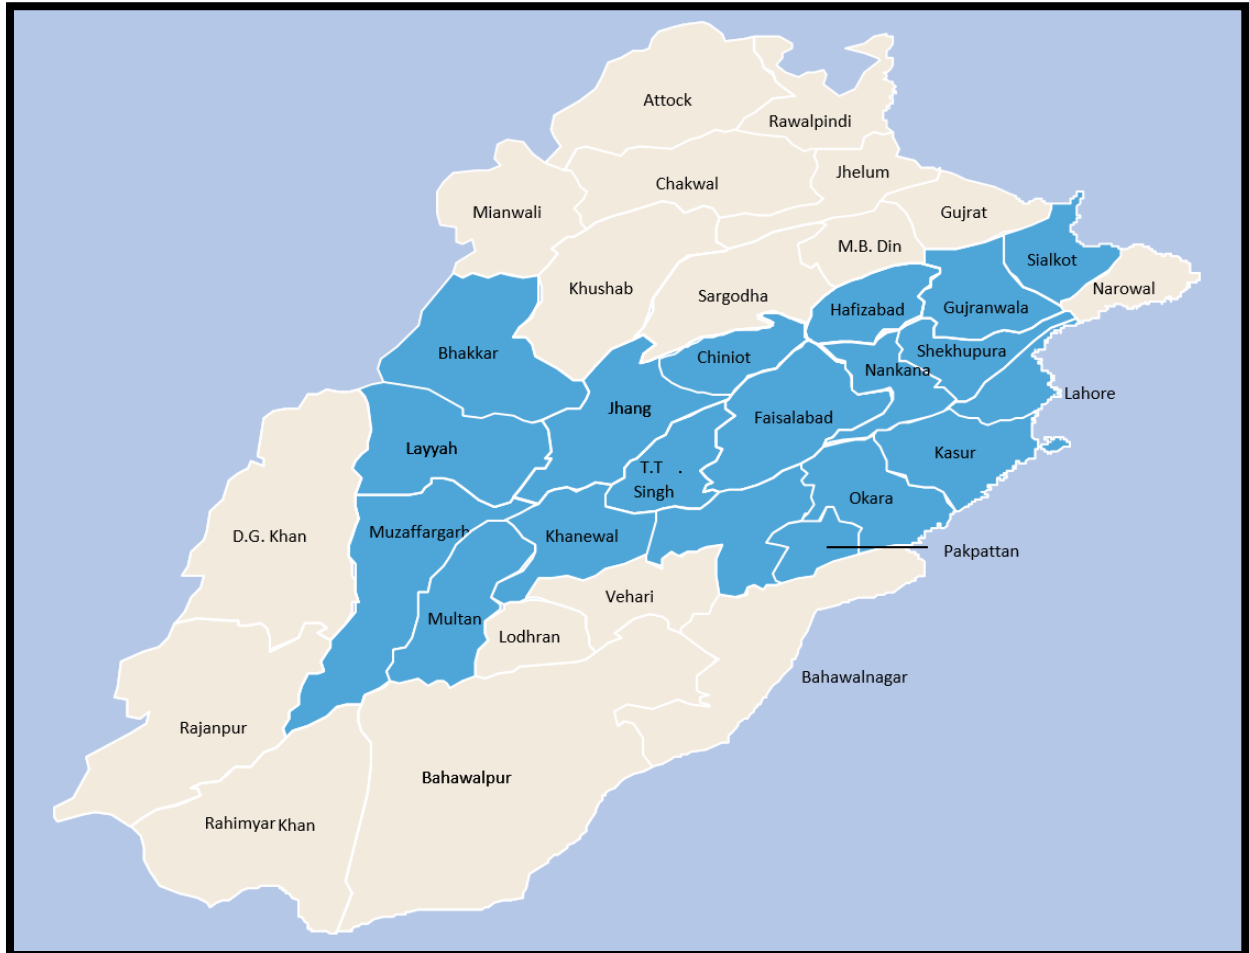 Attock
Rawalpindi
Chakwal
Jhelum
Mianwali
Gujrat
M.B. Din
Sialkot
Khushab
Sargodha
Narowal
Hafizabad
Gujranwala
Bhakkar
Chiniot
Shekhupura
Nankana
Lahore
Jhang
Faisalabad
Layyah
Kasur
T.T .
Singh
Okara
Muzaffargarh
Khanewal
D.G. Khan
Pakpattan
Vehari
Multan
Lodhran
Bahawalnagar
Rajanpur
Bahawalpur
Rahimyar Khan